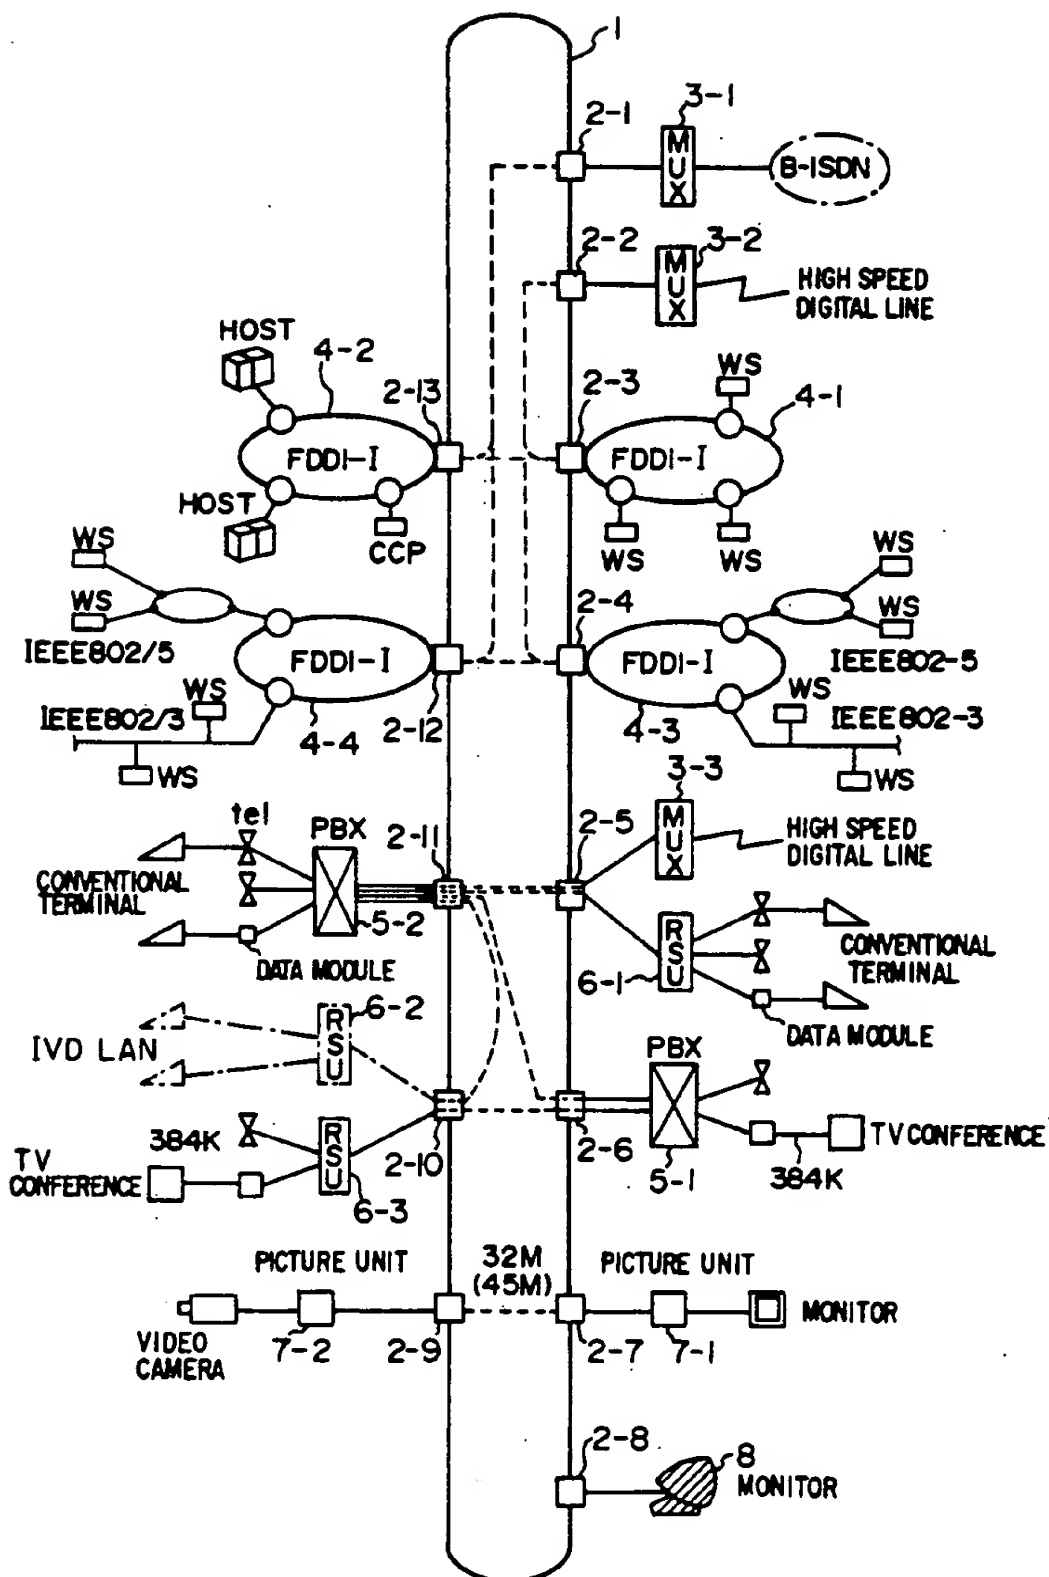 1
2-1
3-1
MUX
B-ISDN
2-2
3-2
MUX
HIGH SPEED
DIGITAL LINE
HOST
4-2
2-13
FDDI-I
HOST
CCP
2-3
WS
4-1
FDDI-I
WS
WS
WS
WS
IEEE802/5
FDDI-I
IEEE802/3
WS
WS
4-4
2-12
2-4
WS
WS
FDDI-I
IEEE802-5
WS
IEEE802-3
4-3
WS
tel
PBX
2-11
CONVENTIONAL
TERMINAL
5-2
DATA MODULE
2-5
3-3
MUX
HIGH SPEED
DIGITAL LINE
RSU
6-1
CONVENTIONAL
TERMINAL
DATA MODULE
6-2
RSU
IVD LAN
384K
RSU
TV
CONFERENCE
6-3
2-10
PBX
2-6
5-1
384K
TV CONFERENCE
PICTURE UNIT
32M
(45M)
PICTURE UNIT
VIDEO
CAMERA
7-2
2-9
2-7
7-1
MONITOR
2-8
8
MONITOR